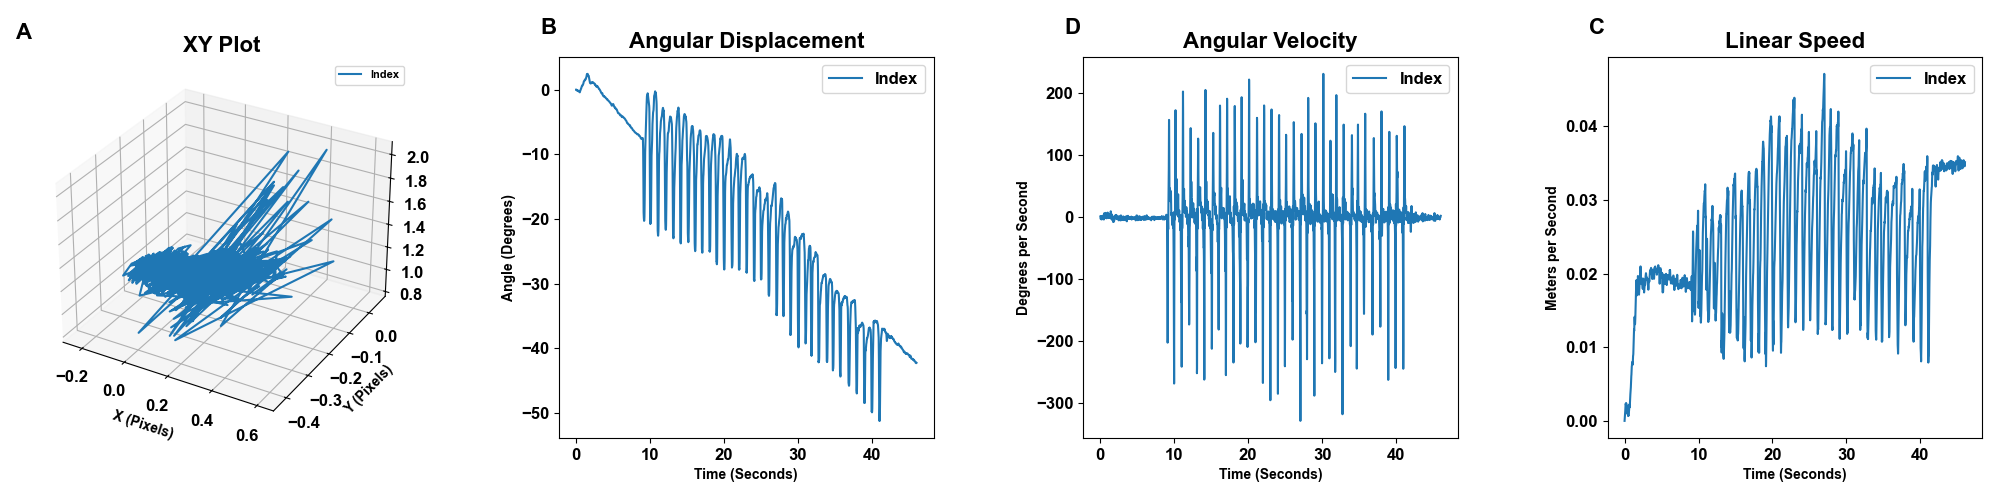 A
XY Plot
Index
2.0
1.8
1.6
1.4
1.2
1.0
0.8
0.0
−0.1
−0.2
−0.3
−0.4
Y (Pixels)
−0.2
0.0
0.2
0.4
0.6
X (Pixels)
B
Angular Displacement
Index
0
−10
−20
−30
−40
−50
Angle (Degrees)
0 10 20 30 40
Time (Seconds)
D
Angular Velocity
Index
200
100
0
−100
−200
−300
Degrees per Second
0 10 20 30 40
Time (Seconds)
C
Linear Speed
Index
0.04
0.03
0.02
0.01
0.00
Meters per Second
0 10 20 30 40
Time (Seconds)